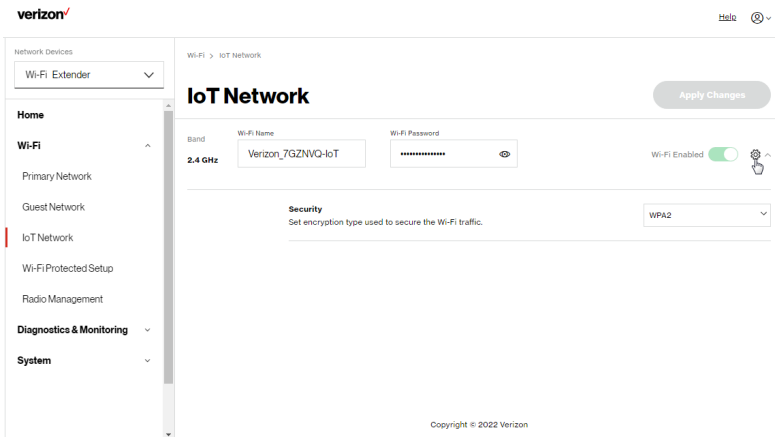 verizon✓
Help
Network Devices
Wi-Fi Extender
Home
Wi-Fi
Primary Network
Guest Network
IoT Network
Wi-Fi Protected Setup
Radio Management
Diagnostics & Monitoring
System
Wi-Fi > IoT Network
IoT Network
Apply Changes
Band
2.4 GHz
Wi-Fi Name
Verizon_7GZNVQ-IoT
Wi-Fi Password
•••••••••••••••
Wi-Fi Enabled
Security
Set encryption type used to secure the Wi-Fi traffic.
WPA2
Copyright © 2022 Verizon